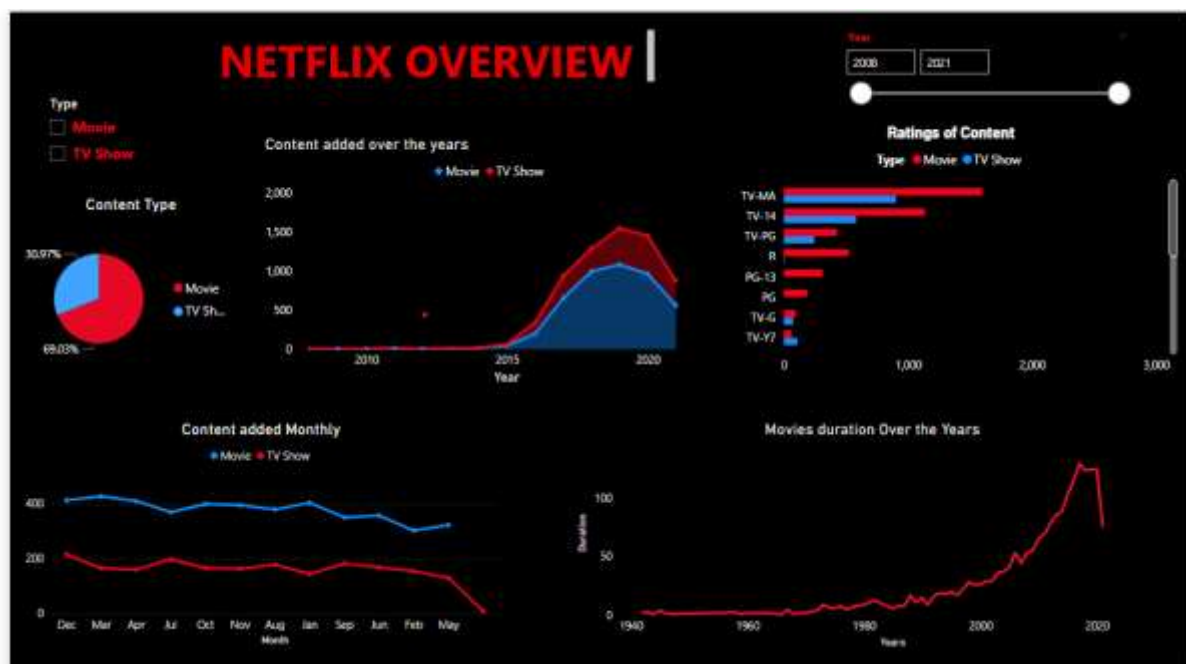 NETFLIX OVERVIEW
Year
2008 2021
Type
Movie
TV Show
Content Type
30.97%
69.03%
Movie
TV Sh...
Content added over the years
Movie TV Show
2,000
1,500
1,000
500
0
2010 2015 2020
Year
Ratings of Content
Type Movie TV Show
TV-MA
TV-14
TV-PG
R
PG-13
PG
TV-G
TV-Y7
0 1,000 2,000 3,000
Content added Monthly
Movie TV Show
400
200
0
Dec Mar Apr Jul Oct Nov Aug Jan Sep Jun Feb May
Month
Movies duration Over the Years
Duration
100
50
0
1940 1960 1980 2000 2020
Years